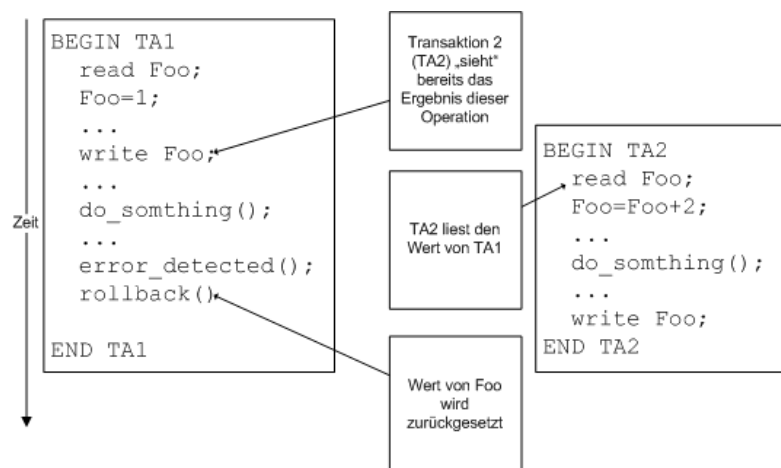 Zeit
BEGIN TA1
read Foo;
Foo=1;
...
write Foo;
...
do_somthing();
...
error_detected();
rollback()
END TA1
Transaktion 2
(TA2) „sieht“
bereits das
Ergebnis dieser
Operation
TA2 liest den
Wert von TA1
Wert von Foo
wird
zurückgesetzt
BEGIN TA2
read Foo;
Foo=Foo+2;
...
do_somthing();
...
write Foo;
END TA2